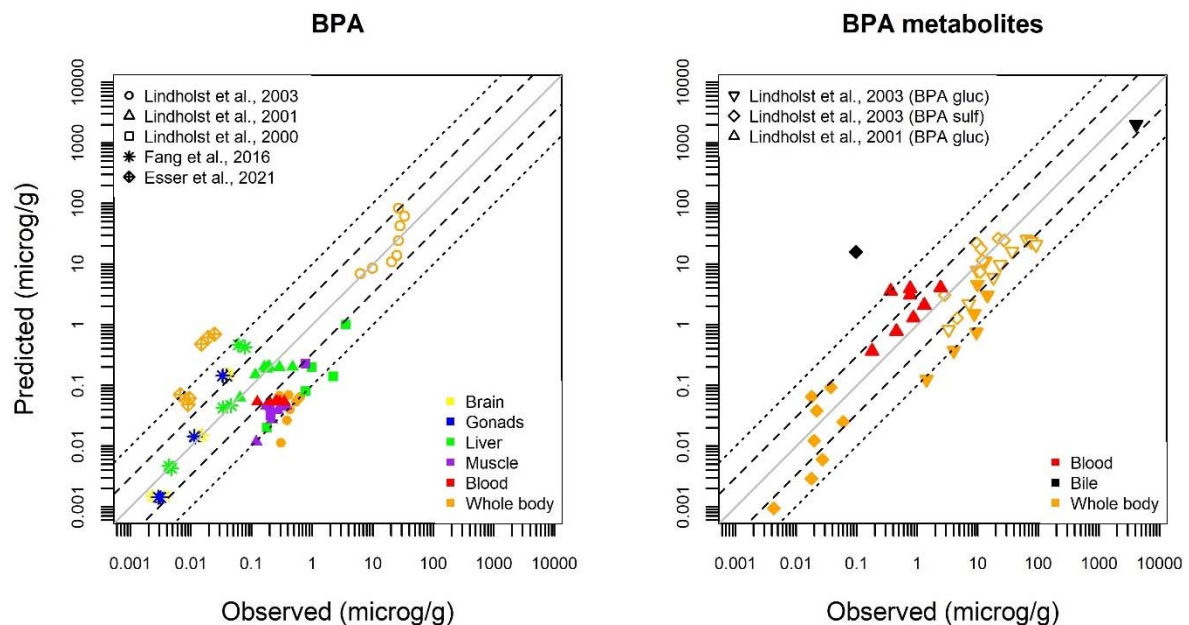 BPA
BPA metabolites
Predicted (microg/g)
10000
1000
100
10
1
0.1
0.01
0.001
Lindholst et al., 2003
Lindholst et al., 2001
Lindholst et al., 2000
Fang et al., 2016
Esser et al., 2021
Brain
Gonads
Liver
Muscle
Blood
Whole body
0.001 0.01 0.1 1 10 100 1000 10000
Observed (microg/g)
10000
1000
100
10
1
0.1
0.01
0.001
Lindholst et al., 2003 (BPA gluc)
Lindholst et al., 2003 (BPA sulf)
Lindholst et al., 2001 (BPA gluc)
Blood
Bile
Whole body
0.001 0.01 0.1 1 10 100 1000 10000
Observed (microg/g)